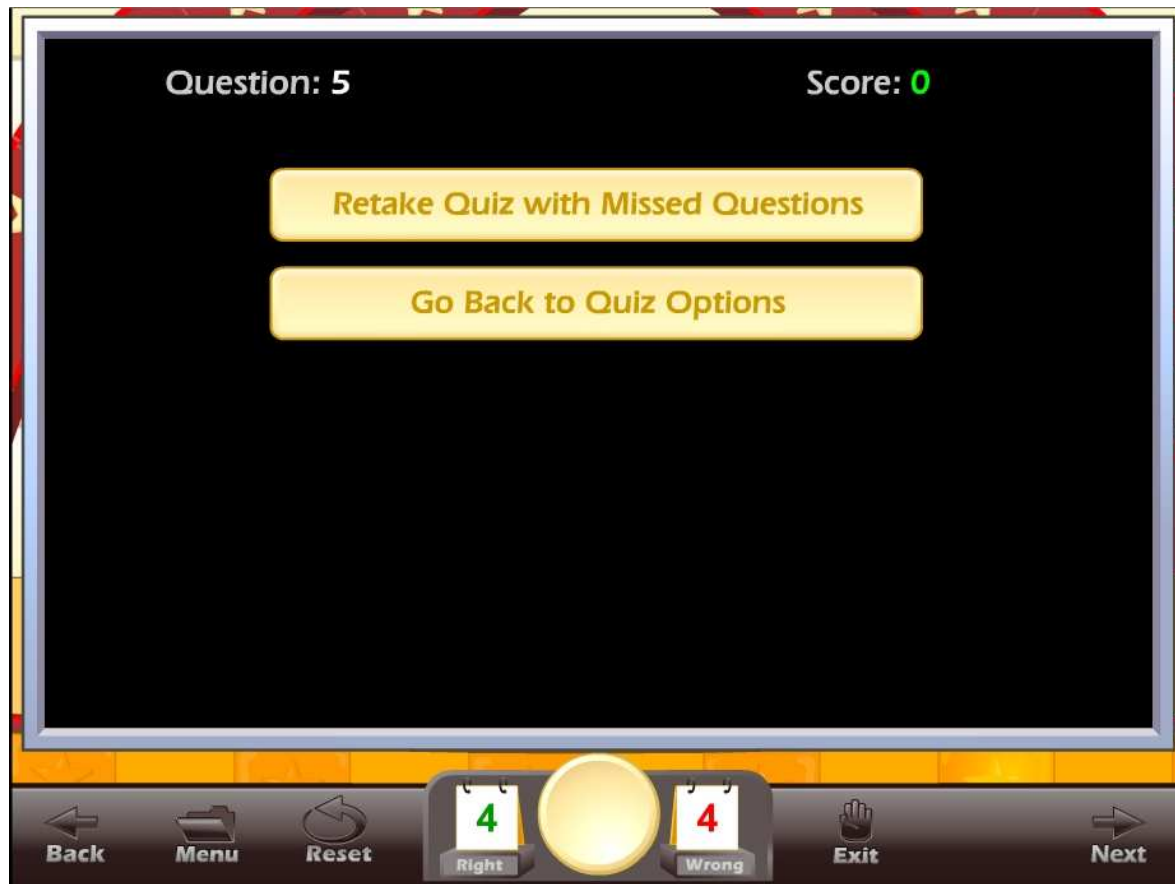 Question: 5
Score: 0
Retake Quiz with Missed Questions
Go Back to Quiz Options
4
4
Back
Menu
Reset
Right
Wrong
Exit
Next